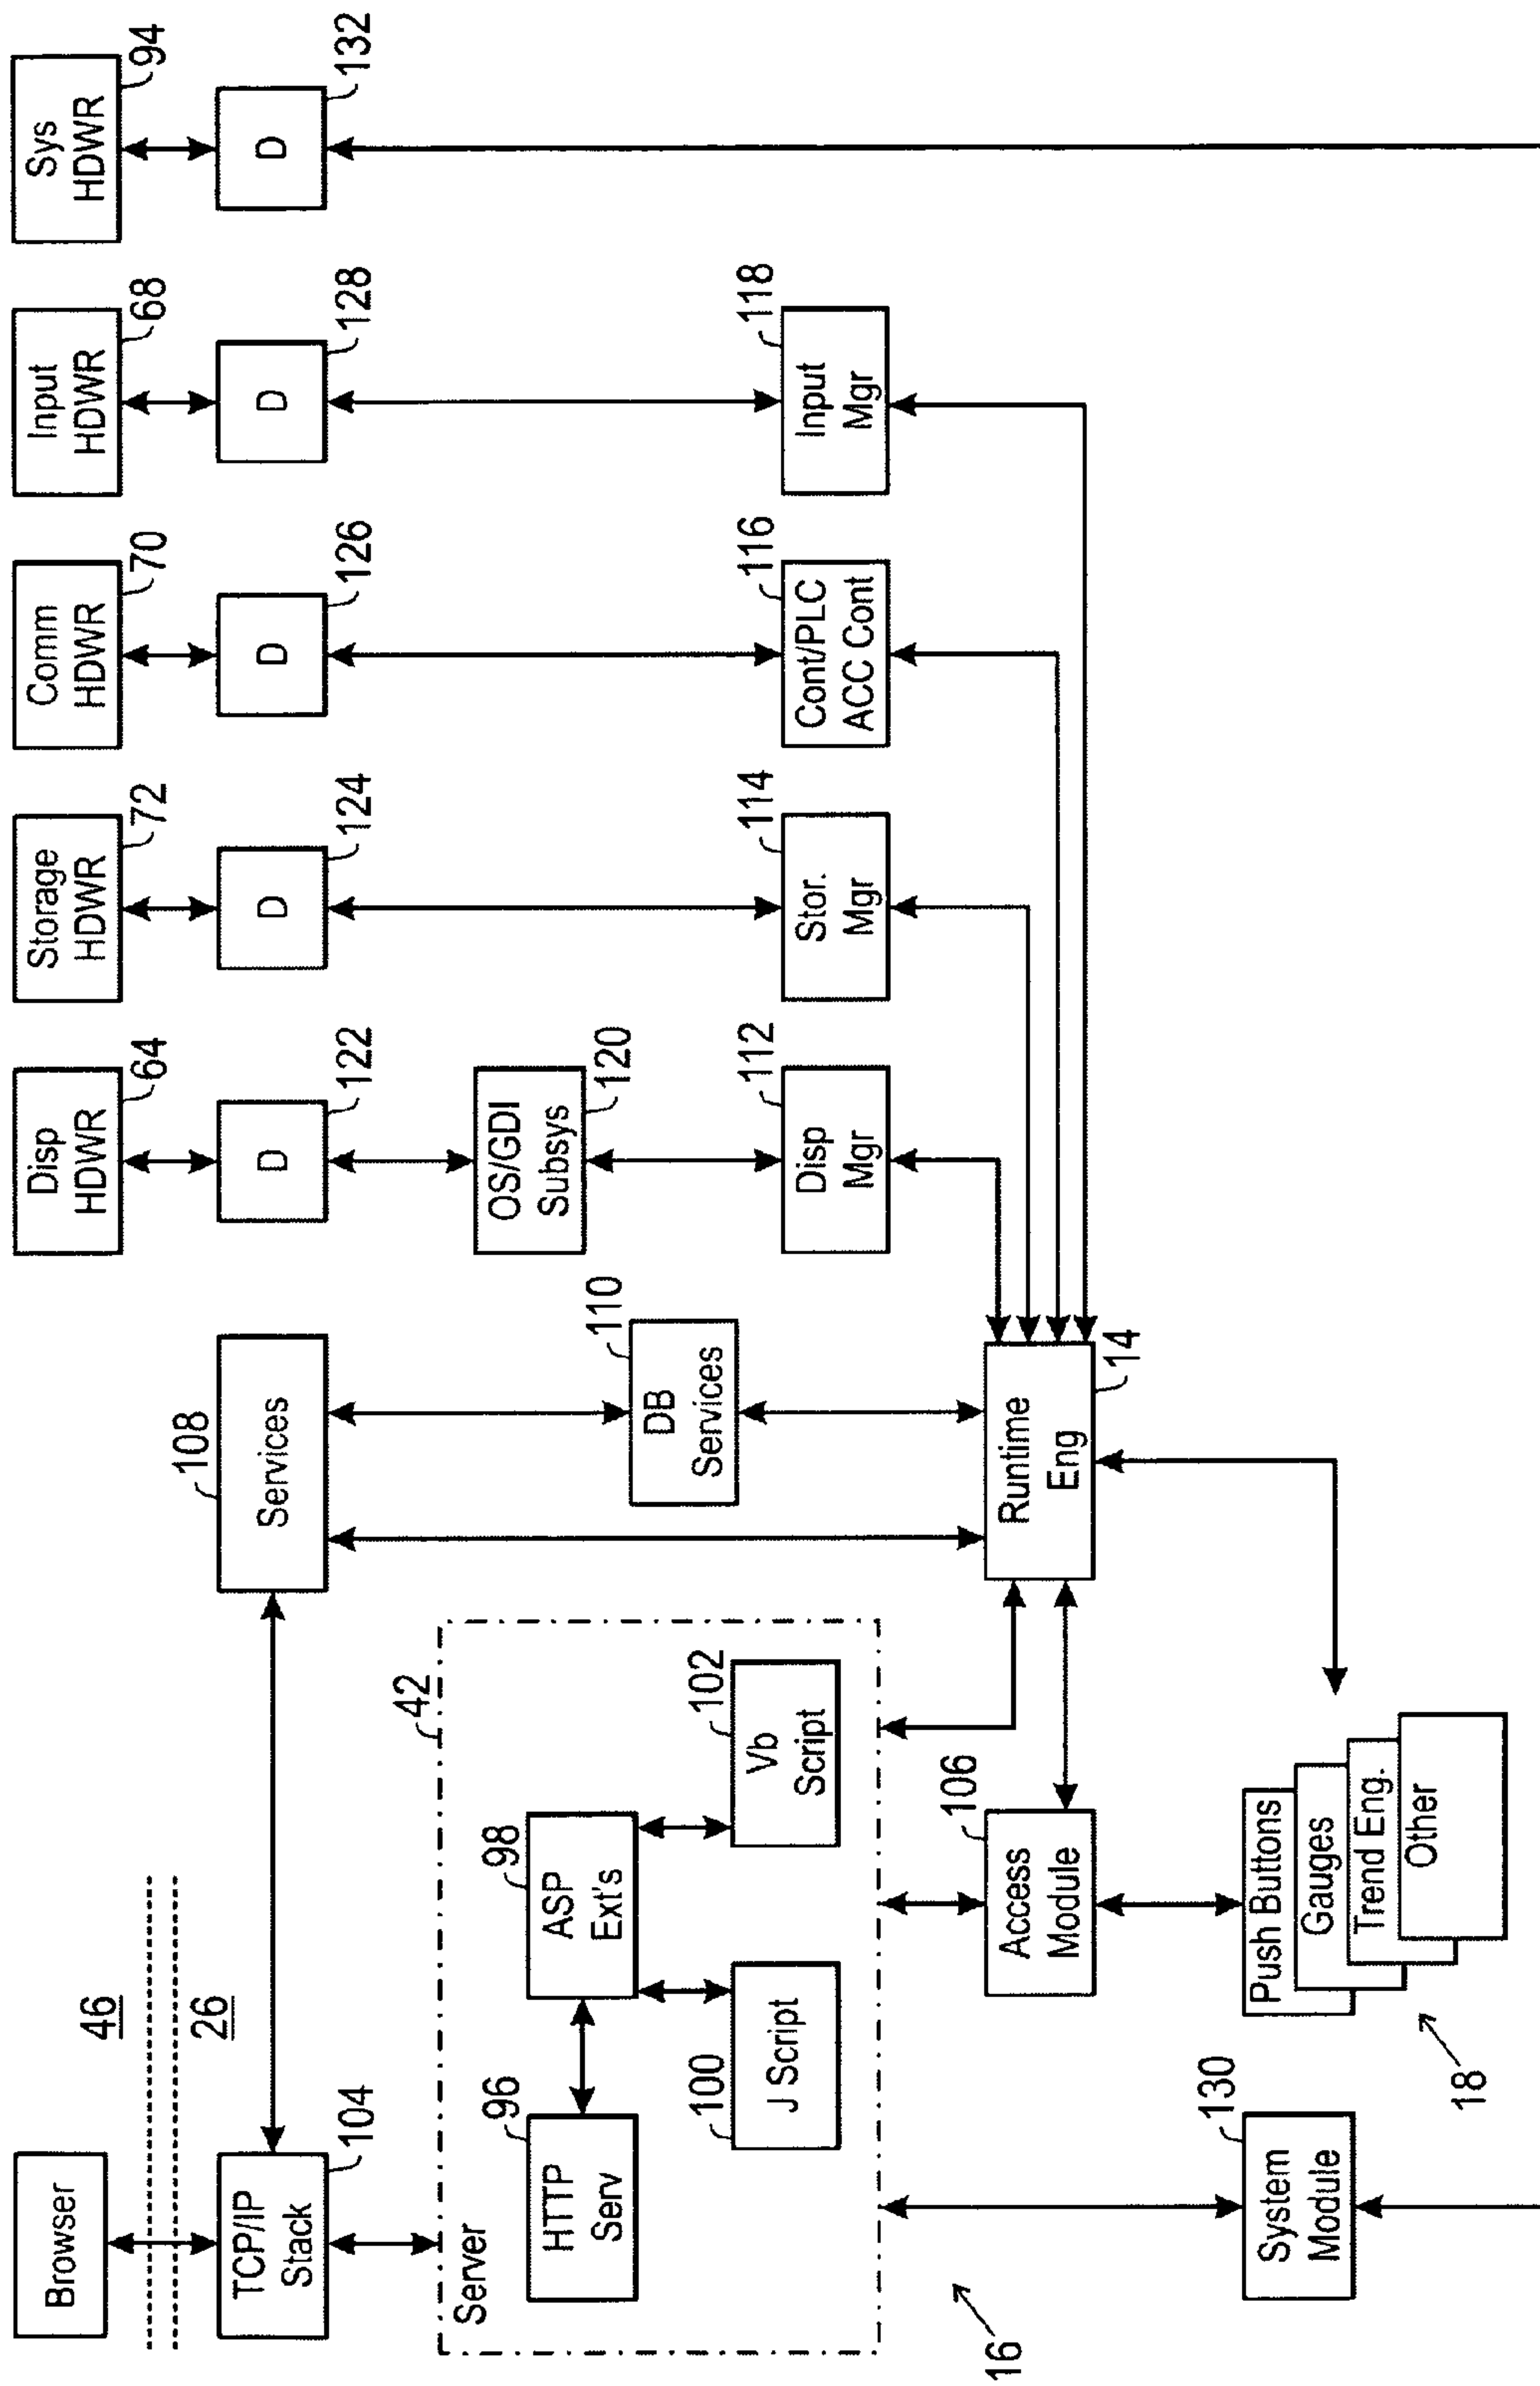 Browser
46
26
TCP/IP
Stack
104
Services
108
Disp
HDWR
64
Storage
HDWR
72
Comm
HDWR
70
Input
HDWR
68
Sys
HDWR
94
D
122
D
124
D
126
D
128
D
132
Server
42
HTTP
Serv
96
ASP
Ext's
98
J Script
100
Vb
Script
102
DB
Services
110
OS/GDI
Subsys
120
Disp
Mgr
112
Stor.
Mgr
114
Cont/PLC
ACC Cont
116
Input
Mgr
118
16
Access
Module
106
Runtime
Eng
14
System
Module
130
Push Buttons
Gauges
Trend Eng.
Other
18